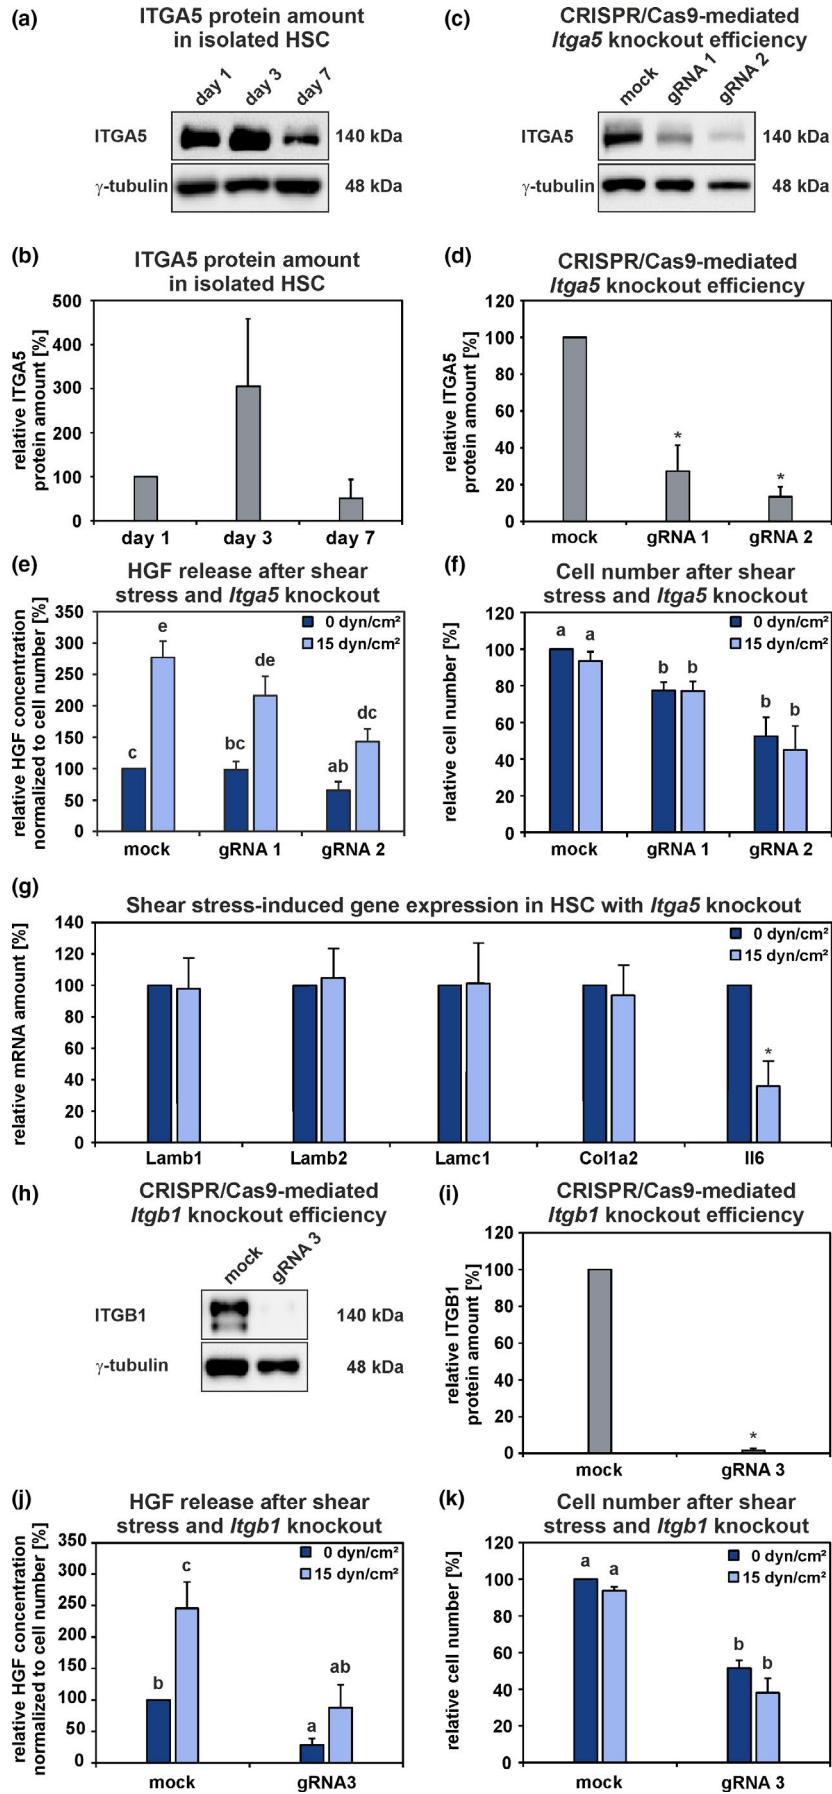 (a)
ITGA5 protein amount
in isolated HSC
day 1
day 3
day 7
ITGA5
140 kDa
γ-tubulin
48 kDa
(c)
CRISPR/Cas9-mediated
Itga5 knockout efficiency
mock
gRNA 1
gRNA 2
ITGA5
140 kDa
γ-tubulin
48 kDa
(b)
ITGA5 protein amount
in isolated HSC
relative ITGA5
protein amount [%]
500
400
300
200
100
0
day 1
day 3
day 7
(d)
CRISPR/Cas9-mediated
Itga5 knockout efficiency
relative ITGA5
protein amount [%]
120
100
80
60
40
20
0
*
*
mock
gRNA 1
gRNA 2
(e)
HGF release after shear
stress and Itga5 knockout
relative HGF concentration
normalized to cell number [%]
350
300
250
200
150
100
50
0
0 dyn/cm²
15 dyn/cm²
c
e
bc
de
ab
dc
mock
gRNA 1
gRNA 2
(f)
Cell number after shear
stress and Itga5 knockout
relative cell number [%]
120
100
80
60
40
20
0
0 dyn/cm²
15 dyn/cm²
a
a
b
b
b
b
mock
gRNA 1
gRNA 2
(g)
Shear stress-induced gene expression in HSC with Itga5 knockout
relative mRNA amount [%]
140
120
100
80
60
40
20
0
0 dyn/cm²
15 dyn/cm²
*
Lamb1
Lamb2
Lamc1
Col1a2
Il6
(h)
CRISPR/Cas9-mediated
Itgb1 knockout efficiency
mock
gRNA 3
ITGB1
140 kDa
γ-tubulin
48 kDa
(i)
CRISPR/Cas9-mediated
Itgb1 knockout efficiency
relative ITGB1
protein amount [%]
120
100
80
60
40
20
0
*
mock
gRNA 3
(j)
HGF release after shear
stress and Itgb1 knockout
relative HGF concentration
normalized to cell number [%]
350
300
250
200
150
100
50
0
0 dyn/cm²
15 dyn/cm²
b
c
a
ab
mock
gRNA3
(k)
Cell number after shear
stress and Itgb1 knockout
relative cell number [%]
120
100
80
60
40
20
0
0 dyn/cm²
15 dyn/cm²
a
a
b
b
mock
gRNA 3